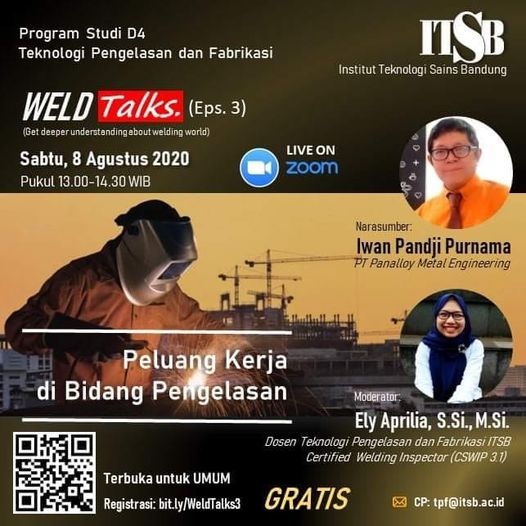 Program Studi D4
Teknologi Pengelasan dan Fabrikasi
ITSB
Institut Teknologi Sains Bandung
WELD Talks. (Eps. 3)
(Get deeper understanding about welding world)
Sabtu, 8 Agustus 2020
Pukul 13.00-14.30 WIB
LIVE ON
zoom
Narasumber:
Iwan Pandji Purnama
PT Panalloy Metal Engineering
Peluang Kerja
di Bidang Pengelasan
Moderator:
Ely Aprilia, S.Si., M.Si.
Dosen Teknologi Pengelasan dan Fabrikasi ITSB
Certified Welding Inspector (CSWIP 3.1)
Terbuka untuk UMUM
Registrasi: bit.ly/WeldTalks3
GRATIS
CP: tpf@itsb.ac.id